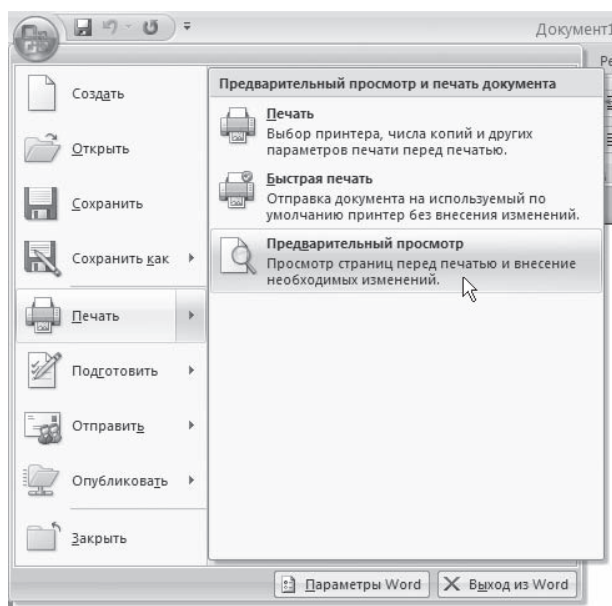 Документ1
Ре
Создать
Открыть
Сохранить
Сохранить как
Печать
Подготовить
Отправить
Опубликовать
Закрыть
Предварительный просмотр и печать документа
Печать
Выбор принтера, числа копий и других
параметров печати перед печатью.
Быстрая печать
Отправка документа на используемый по
умолчанию принтер без внесения изменений.
Предварительный просмотр
Просмотр страниц перед печатью и внесение
необходимых изменений.
Параметры Word
Выход из Word